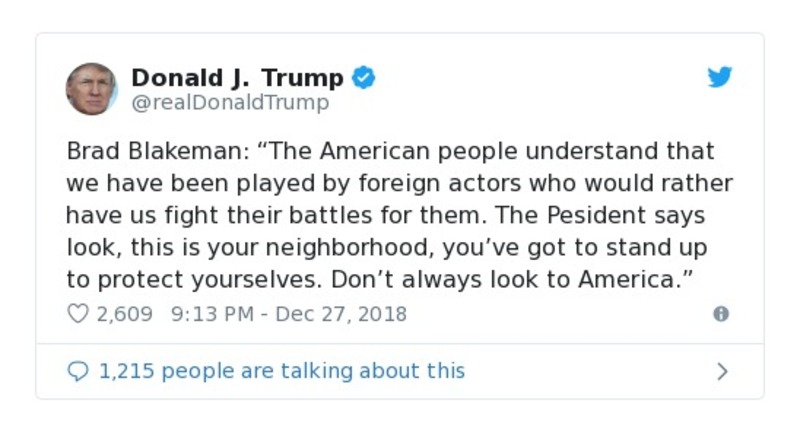 Donald J. Trump
@realDonaldTrump
Brad Blakeman: “The American people understand that
we have been played by foreign actors who would rather
have us fight their battles for them. The Pesident says
look, this is your neighborhood, you’ve got to stand up
to protect yourselves. Don’t always look to America.”
2,609 9:13 PM - Dec 27, 2018
1,215 people are talking about this